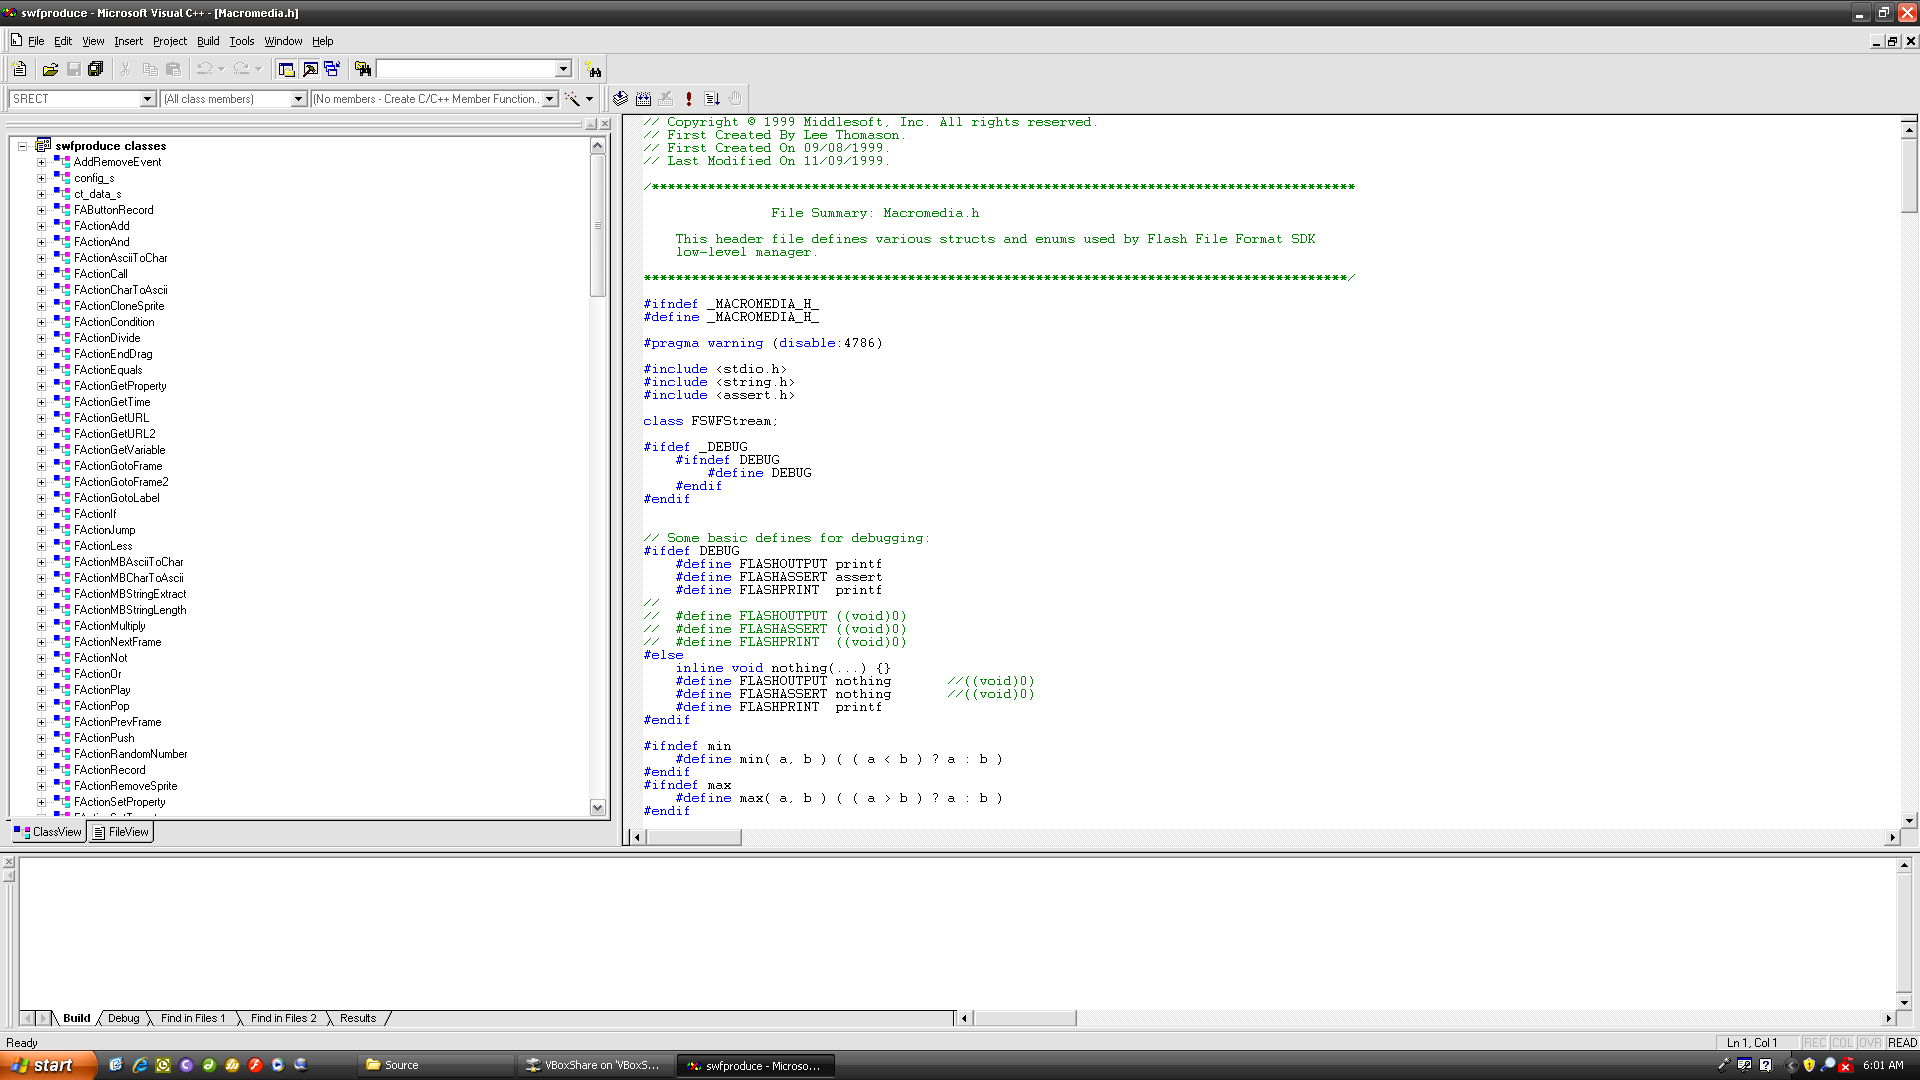 swfproduce - Microsoft Visual C++ - [Macromedia.h]
File Edit View Insert Project Build Tools Window Help
SRECT (All class members) (No members - Create C/C++ Member Function...
swfproduce classes
AddRemoveEvent
config_s
ct_data_s
FAButtonRecord
FActionAdd
FActionAnd
FActionAsciiToChar
FActionCall
FActionCharToAscii
FActionCloneSprite
FActionCondition
FActionDivide
FActionEndDrag
FActionEquals
FActionGetProperty
FActionGetTime
FActionGetURL
FActionGetURL2
FActionGetVariable
FActionGotoFrame
FActionGotoFrame2
FActionGotoLabel
FActionIf
FActionJump
FActionLess
FActionMBAsciiToChar
FActionMBCharToAscii
FActionMBStringExtract
FActionMBStringLength
FActionMultiply
FActionNextFrame
FActionNot
FActionOr
FActionPlay
FActionPop
FActionPrevFrame
FActionPush
FActionRandomNumber
FActionRecord
FActionRemoveSprite
FActionSetProperty
ClassView FileView
// Copyright © 1999 Middlesoft, Inc. All rights reserved.
// First Created By Lee Thomason.
// First Created On 09/08/1999.
// Last Modified On 11/09/1999.
/****************************************************************************************
File Summary: Macromedia.h
This header file defines various structs and enums used by Flash File Format SDK
low-level manager.
****************************************************************************************/
#ifndef _MACROMEDIA_H_
#define _MACROMEDIA_H_
#pragma warning (disable:4786)
#include <stdio.h>
#include <string.h>
#include <assert.h>
class FSWFStream;
#ifdef _DEBUG
#ifndef DEBUG
#define DEBUG
#endif
#endif
// Some basic defines for debugging:
#ifdef DEBUG
#define FLASHOUTPUT printf
#define FLASHASSERT assert
#define FLASHPRINT  printf
//
//  #define FLASHOUTPUT ((void)0)
//  #define FLASHASSERT ((void)0)
//  #define FLASHPRINT  ((void)0)
#else
inline void nothing(...) {}
#define FLASHOUTPUT nothing       //((void)0)
#define FLASHASSERT nothing       //((void)0)
#define FLASHPRINT  printf
#endif
#ifndef min
#define min( a, b ) ( ( a < b ) ? a : b )
#endif
#ifndef max
#define max( a, b ) ( ( a > b ) ? a : b )
#endif
Build Debug Find in Files 1 Find in Files 2 Results
Ready Ln 1, Col 1 REC COL OVR READ
start Source VBoxShare on 'VBoxS... swfproduce - Microso... 6:01 AM